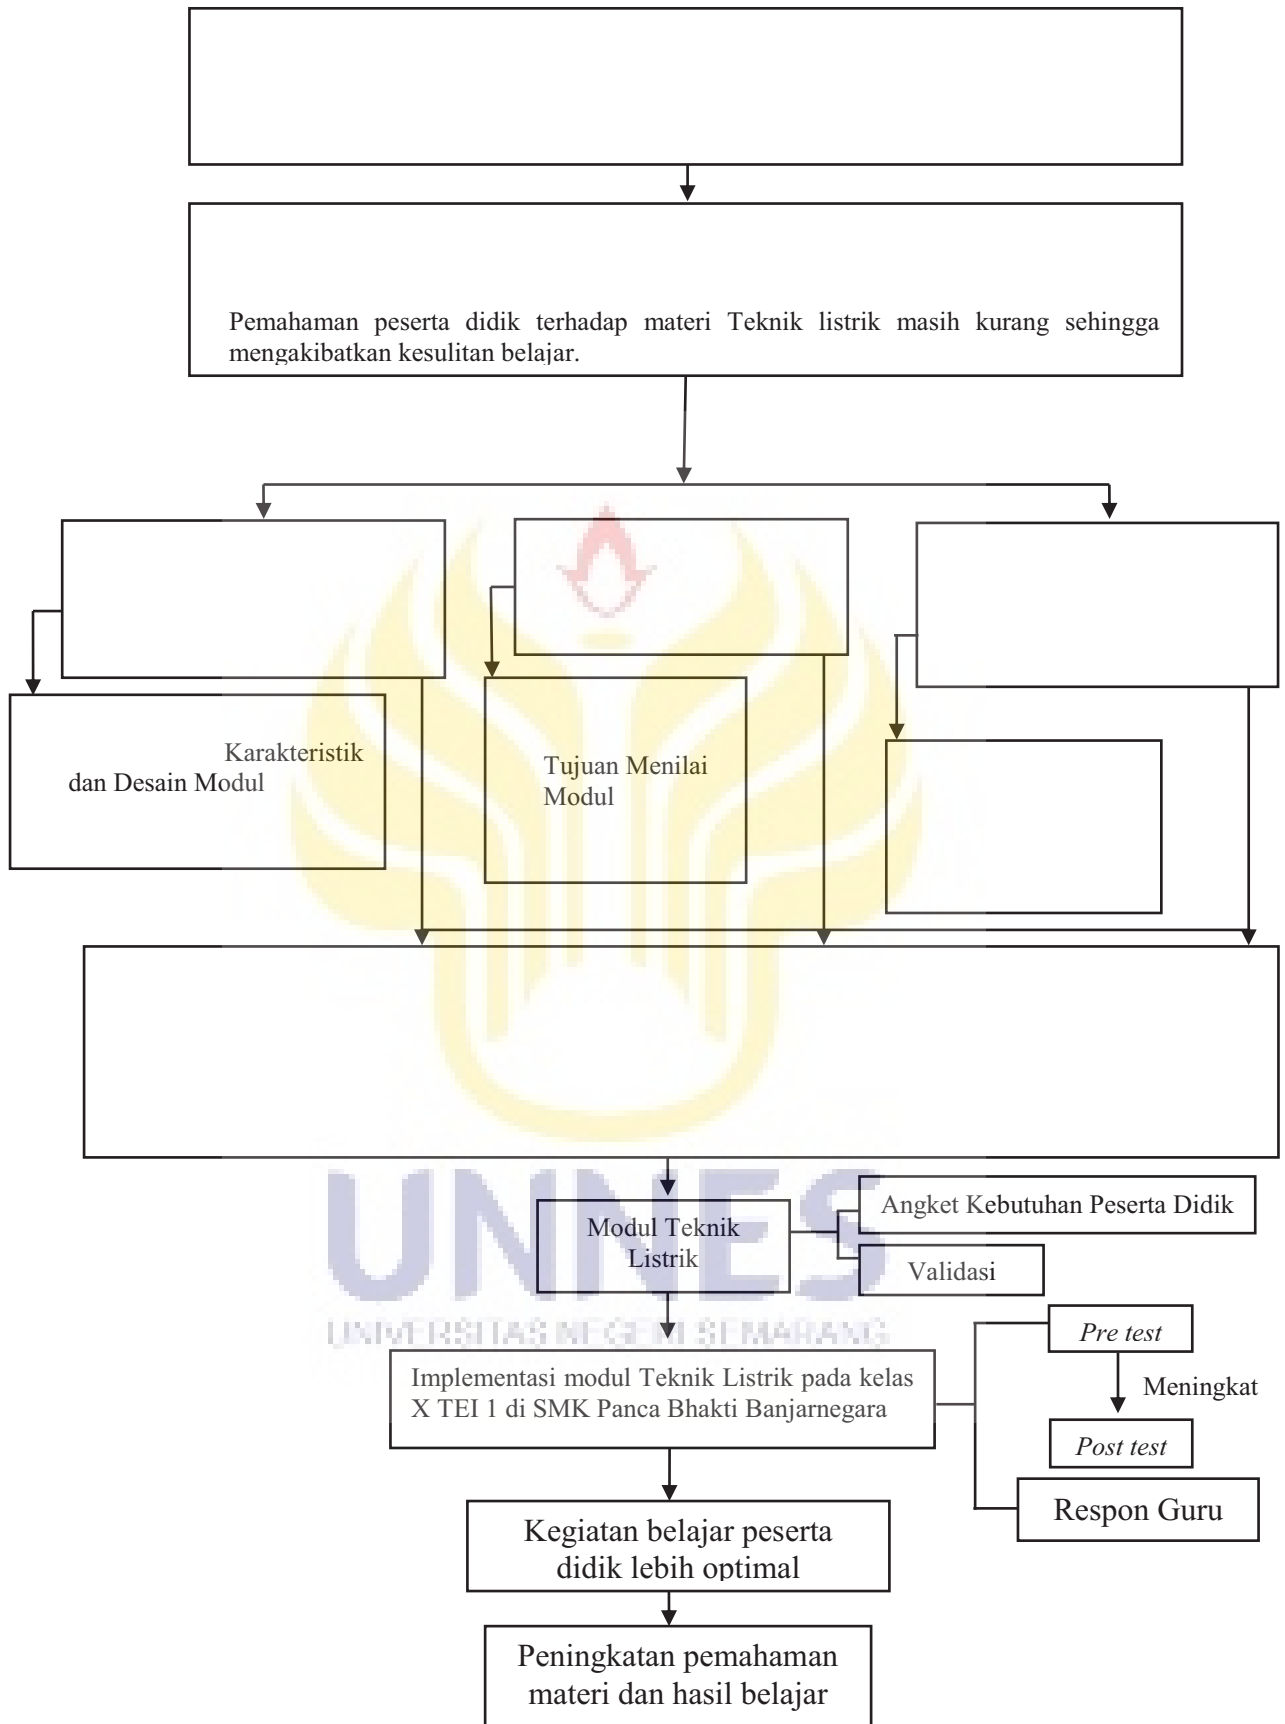 Pemahaman peserta didik terhadap materi Teknik listrik masih kurang sehingga
mengakibatkan kesulitan belajar.
Karakteristik
dan Desain Modul
Tujuan Menilai
Modul
UNNES
UNIVERSITAS NEGERI SEMARANG
Modul Teknik
Listrik
Angket Kebutuhan Peserta Didik
Validasi
Implementasi modul Teknik Listrik pada kelas
X TEI 1 di SMK Panca Bhakti Banjarnegara
Pre test
Meningkat
Post test
Respon Guru
Kegiatan belajar peserta
didik lebih optimal
Peningkatan pemahaman
materi dan hasil belajar